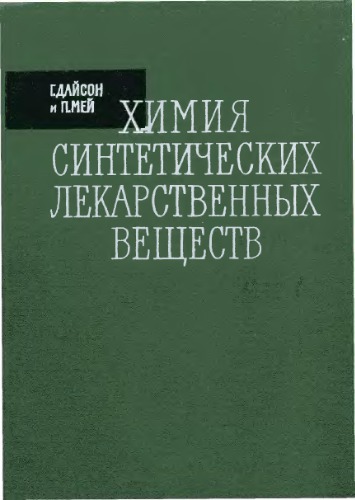 Г.ДАЙСОН
и П.МЕЙ
ХИМИЯ
СИНТЕТИЧЕСКИХ
ЛЕКАРСТВЕННЫХ
ВЕЩЕСТВ